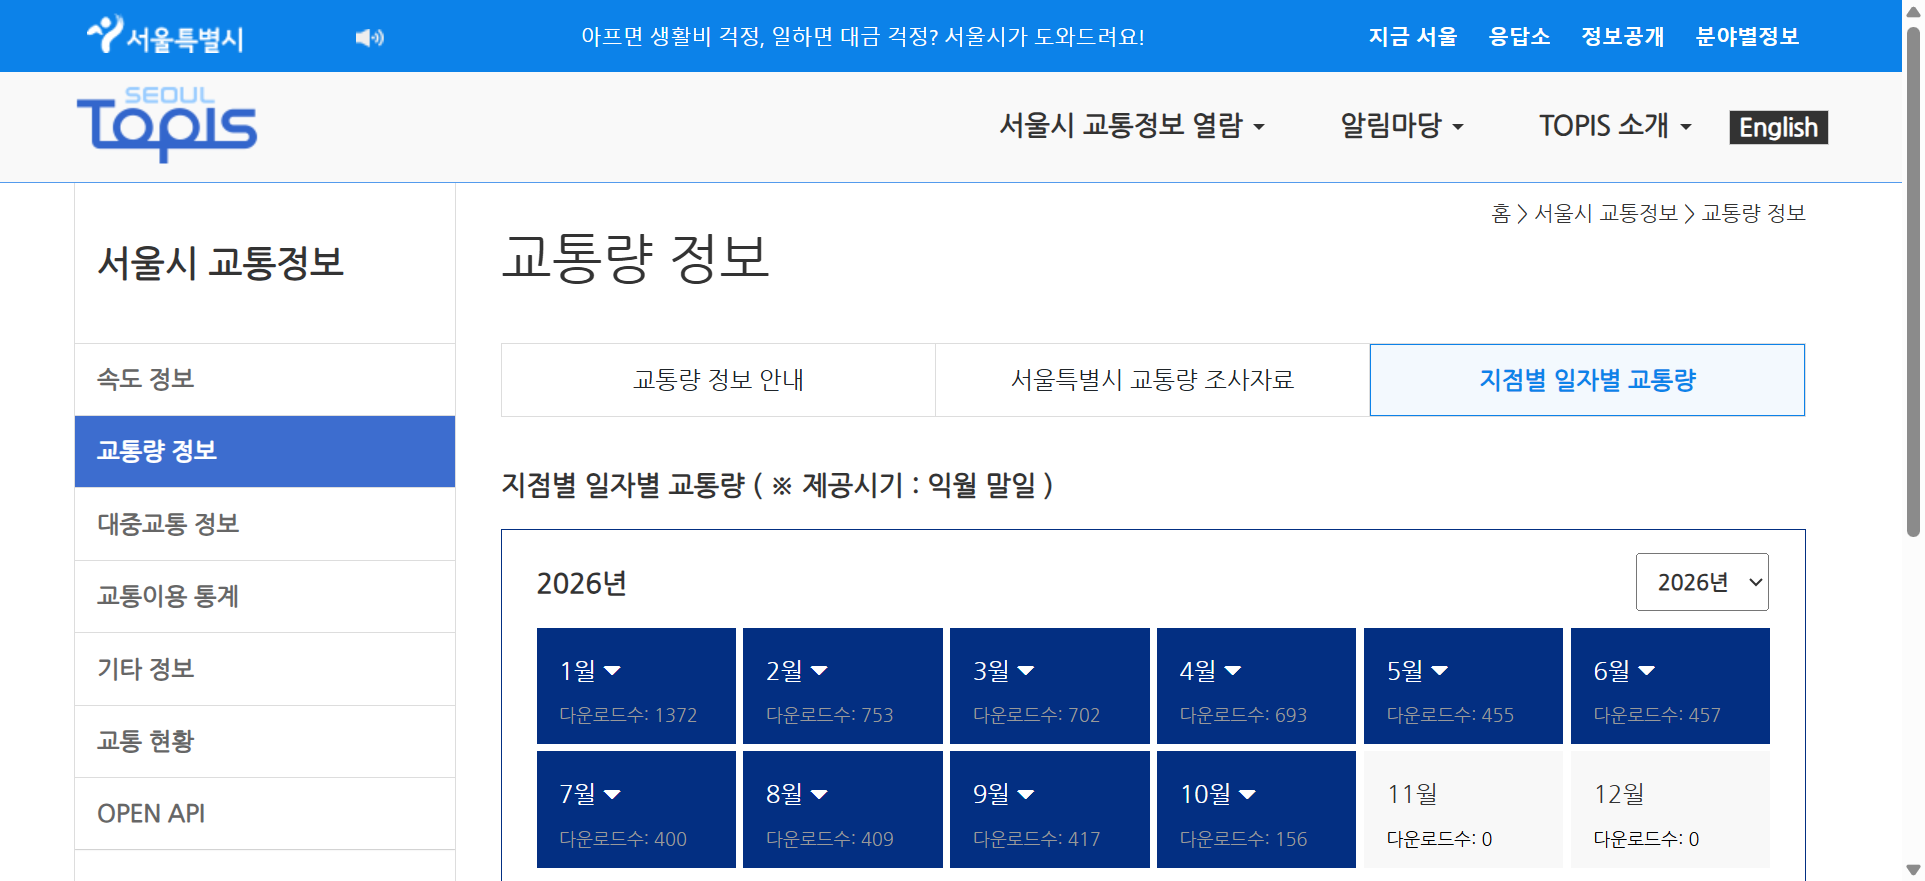 서울특별시
아프면 생활비 걱정, 일하면 대금 걱정? 서울시가 도와드려요!
지금 서울 응답소 정보공개 분야별정보
SEOUL
Topis
서울시 교통정보 열람 알림마당 TOPIS 소개 English
홈 > 서울시 교통정보 > 교통량 정보
서울시 교통정보
속도 정보
교통량 정보
대중교통 정보
교통이용 통계
기타 정보
교통 현황
OPEN API
교통량 정보
교통량 정보 안내 서울특별시 교통량 조사자료 지점별 일자별 교통량
지점별 일자별 교통량 ( ※ 제공시기 : 익월 말일 )
2026년 2026년
1월 2월 3월 4월 5월 6월
다운로드수: 1372 다운로드수: 753 다운로드수: 702 다운로드수: 693 다운로드수: 455 다운로드수: 457
7월 8월 9월 10월 11월 12월
다운로드수: 400 다운로드수: 409 다운로드수: 417 다운로드수: 156 다운로드수: 0 다운로드수: 0